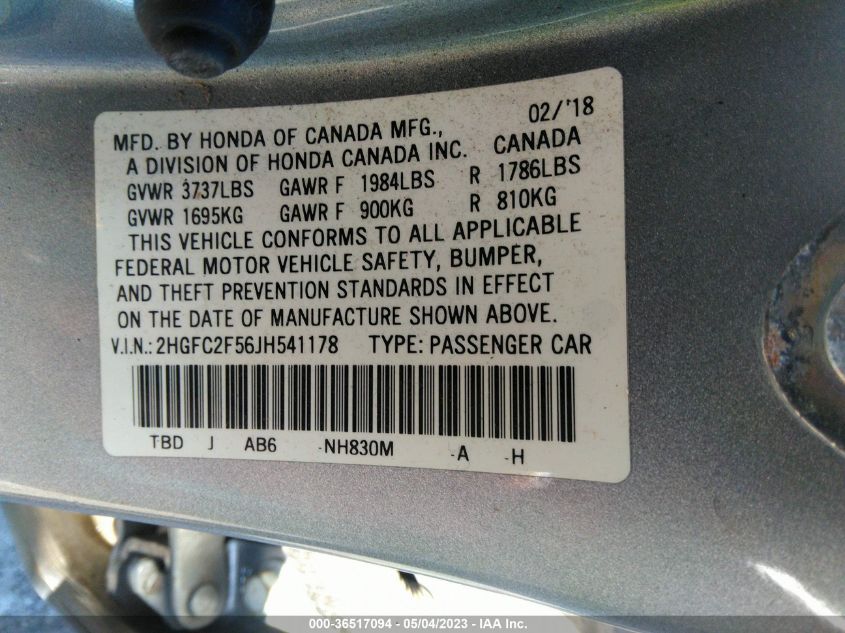 02/'18
MFD. BY HONDA OF CANADA MFG., CANADA
A DIVISION OF HONDA CANADA INC.
GVWR 3737LBS GAWR F 1984LBS R 1786LBS
GVWR 1695KG GAWR F 900KG R 810KG
THIS VEHICLE CONFORMS TO ALL APPLICABLE
FEDERAL MOTOR VEHICLE SAFETY, BUMPER,
AND THEFT PREVENTION STANDARDS IN EFFECT
ON THE DATE OF MANUFACTURE SHOWN ABOVE.
V.I.N.: 2HGFC2F56JH541178 TYPE: PASSENGER CAR
TBD J AB6 -NH830M -A -H
000-36517094 - 05/04/2023 - IAA Inc.